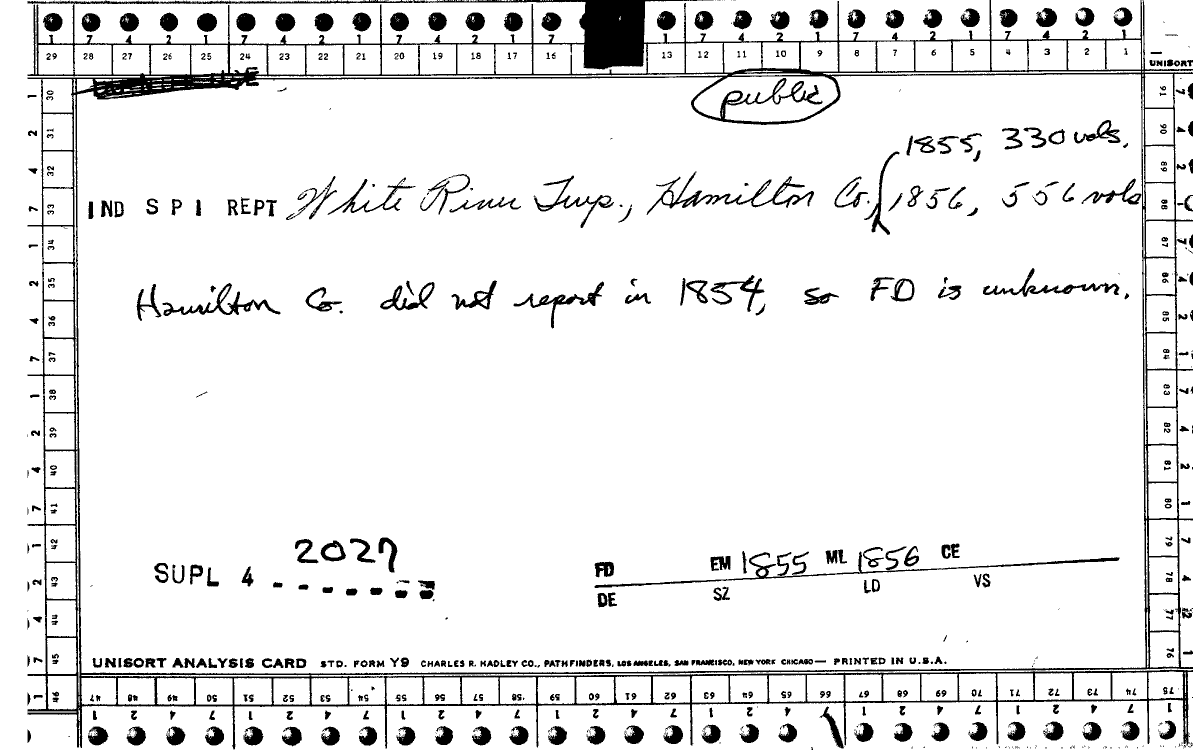 7 4 2 1 7 4 2 1 7 4 2 1 7 1 7 4 2 1 7 4 2 1 7 4 2 1
29 28 27 26 25 24 23 22 21 20 19 18 17 16 13 12 11 10 9 8 7 6 5 4 3 2 1
UNISORT
public
1855, 330 vols.
IND S P I REPT White River Twp., Hamilton Co., 1856, 556 vols
Hamilton Co. did not report in 1854, so FD is unknown.
2027
SUPL 4
FD EM 1855 ML 1856 CE
DE SZ LD VS
UNISORT ANALYSIS CARD STD. FORM Y9 CHARLES R. HADLEY CO., PATHFINDERS, LOS ANGELES, SAN FRANCISCO, NEW YORK CHICAGO — PRINTED IN U.S.A.
30 31 32 33 34 35 36 37 38 39 40 41 42 43 44 45 46
47 48 49 50 51 52 53 54 55 56 57 58 59 60 61 62 63 64 65 66 67 68 69 70 71 72 73 74 75
91 90 89 88 87 86 85 84 83 82 81 80 79 78 77 76